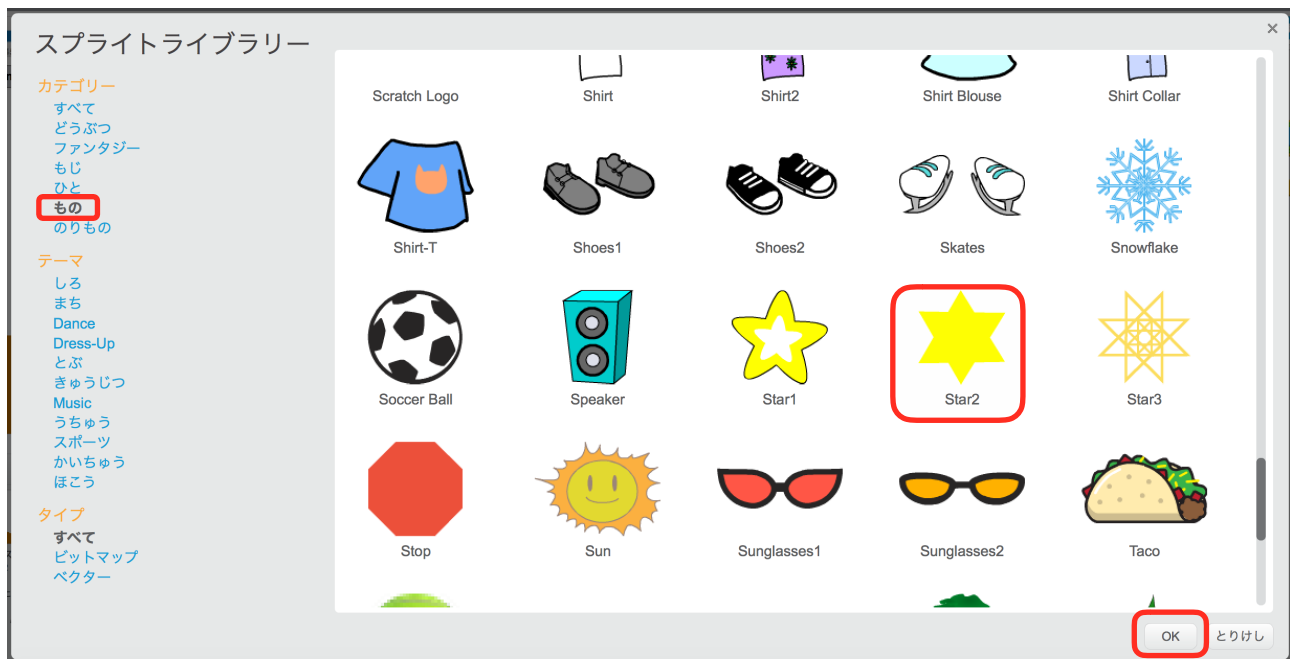 スプライトライブラリー
×
カテゴリー
すべて
どうぶつ
ファンタジー
もじ
ひと
もの
のりもの
テーマ
しろ
まち
Dance
Dress-Up
とぶ
きゅうじつ
Music
うちゅう
スポーツ
かいちゅう
ほこう
タイプ
すべて
ビットマップ
ベクター
Scratch Logo
Shirt
Shirt2
Shirt Blouse
Shirt Collar
Shirt-T
Shoes1
Shoes2
Skates
Snowflake
Soccer Ball
Speaker
Star1
Star2
Star3
Stop
Sun
Sunglasses1
Sunglasses2
Taco
OK
とりけし